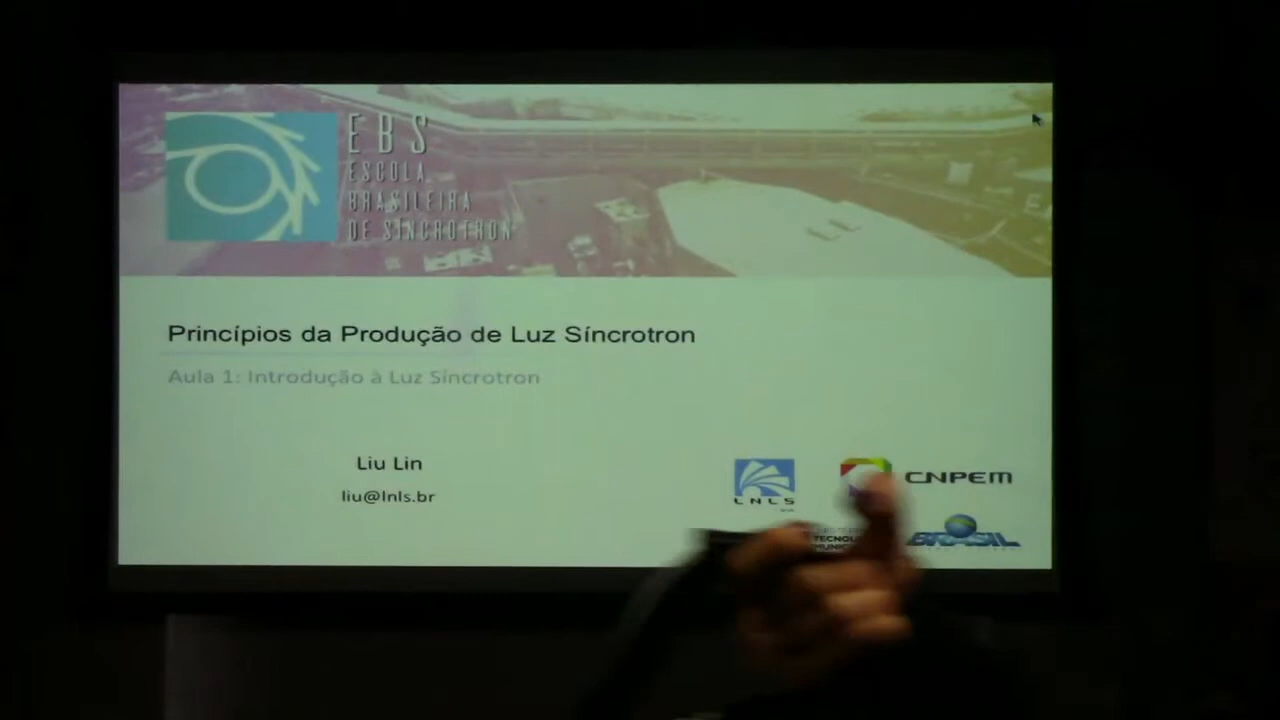 EBS
ESCOLA
BRASILEIRA
DE SÍNCROTRON
Princípios da Produção de Luz Síncrotron
Aula 1: Introdução à Luz Síncrotron
Liu Lin
liu@lnls.br
LNLS
CNPEM
BRASIL